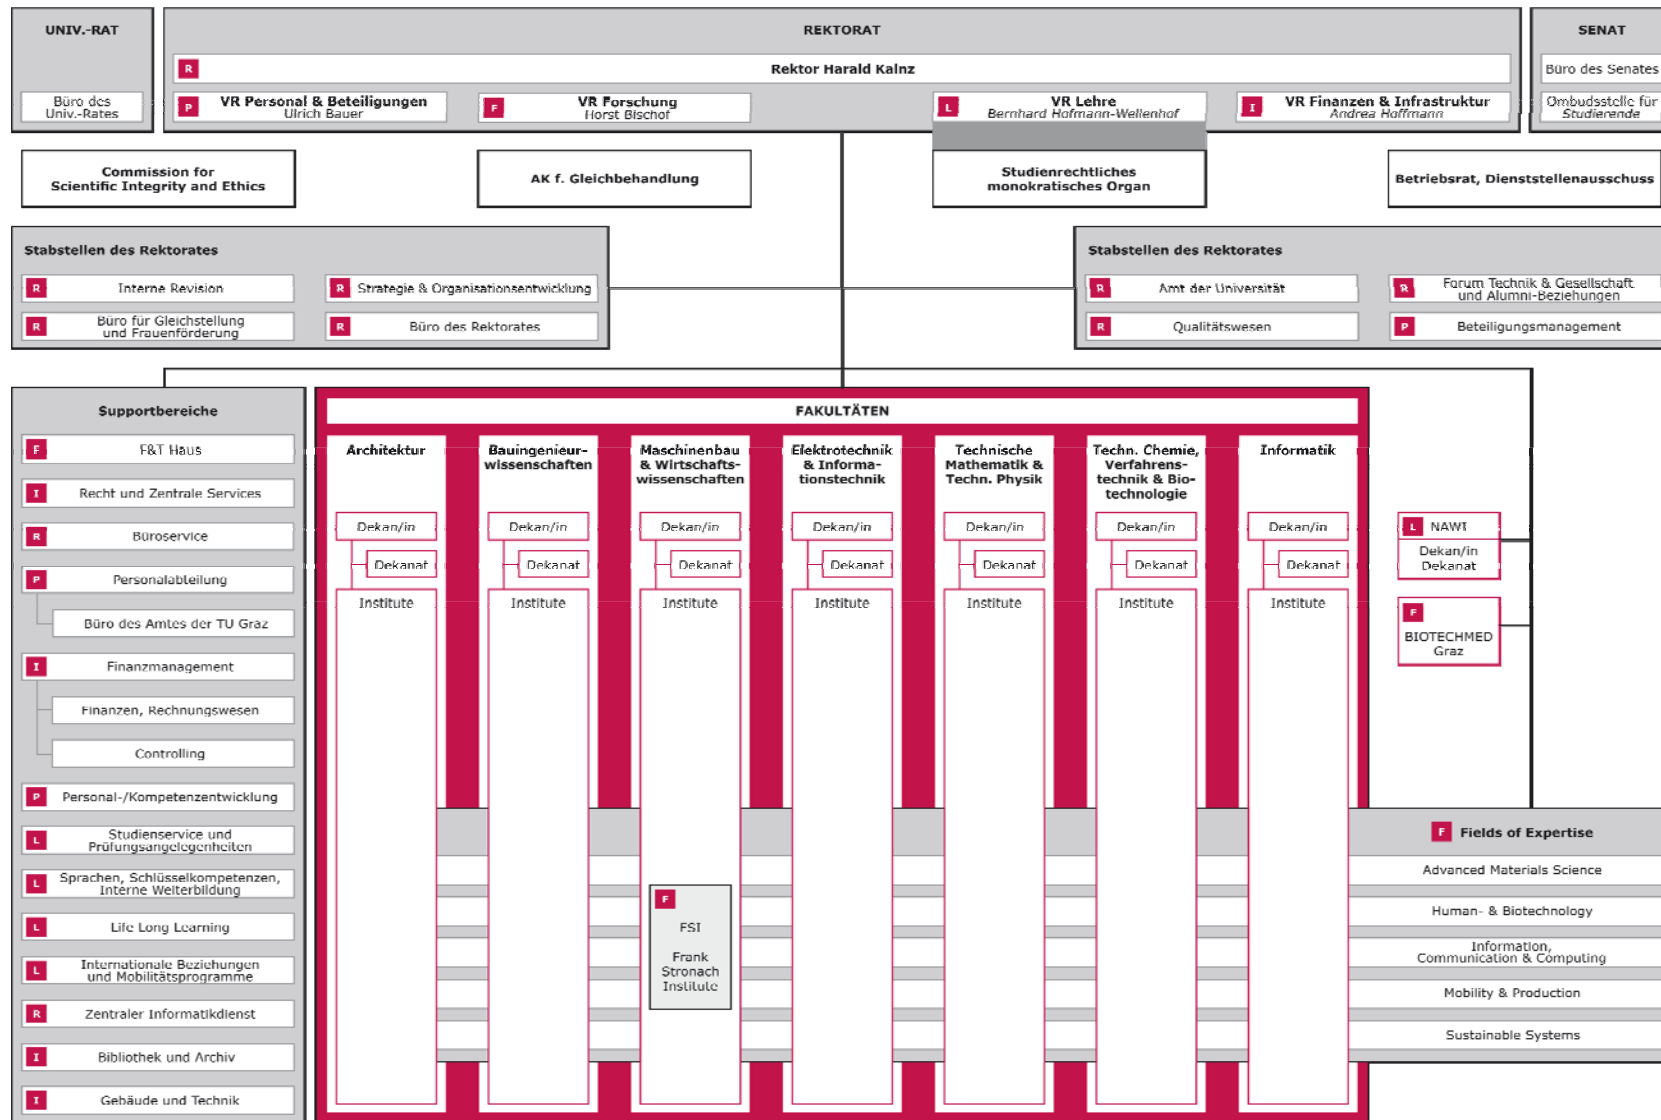 UNIV.-RAT
Büro des
Univ.-Rates
REKTORAT
R
Rektor Harald Kainz
P
VR Personal & Beteiligungen
Ulrich Bauer
F
VR Forschung
Horst Bischof
L
VR Lehre
Bernhard Hofmann-Wellenhof
I
VR Finanzen & Infrastruktur
Andrea Hoffmann
SENAT
Büro des Senates
Ombudsstelle für
Studierende
Commission for
Scientific Integrity and Ethics
AK f. Gleichbehandlung
Studienrechtliches
monokratisches Organ
Betriebsrat, Dienststellenausschuss
Stabstellen des Rektorates
R
Interne Revision
R
Strategie & Organisationsentwicklung
R
Büro für Gleichstellung
und Frauenförderung
R
Büro des Rektorates
Stabstellen des Rektorates
R
Amt der Universität
R
Forum Technik & Gesellschaft
und Alumni-Beziehungen
R
Qualitätswesen
P
Beteiligungsmanagement
Supportbereiche
F
F&T Haus
I
Recht und Zentrale Services
R
Büroservice
P
Personalabteilung
Büro des Amtes der TU Graz
I
Finanzmanagement
Finanzen, Rechnungswesen
Controlling
P
Personal-/Kompetenzentwicklung
L
Studienservice und
Prüfungsangelegenheiten
L
Sprachen, Schlüsselkompetenzen,
Interne Weiterbildung
L
Life Long Learning
L
Internationale Beziehungen
und Mobilitätsprogramme
R
Zentraler Informatikdienst
I
Bibliothek und Archiv
I
Gebäude und Technik
FAKULTÄTEN
Architektur
Dekan/in
Dekanat
Institute
Bauingenieur-
wissenschaften
Dekan/in
Dekanat
Institute
Maschinenbau
& Wirtschafts-
wissenschaften
Dekan/in
Dekanat
Institute
F
FSI
Frank
Stronach
Institute
Elektrotechnik
& Informa-
tionstechnik
Dekan/in
Dekanat
Institute
Technische
Mathematik &
Techn. Physik
Dekan/in
Dekanat
Institute
Techn. Chemie,
Verfahrens-
technik & Bio-
technologie
Dekan/in
Dekanat
Institute
Informatik
Dekan/in
Dekanat
Institute
L
NAWI
Dekan/in
Dekanat
F
BIOTECHMED
Graz
F
Fields of Expertise
Advanced Materials Science
Human- & Biotechnology
Information,
Communication & Computing
Mobility & Production
Sustainable Systems